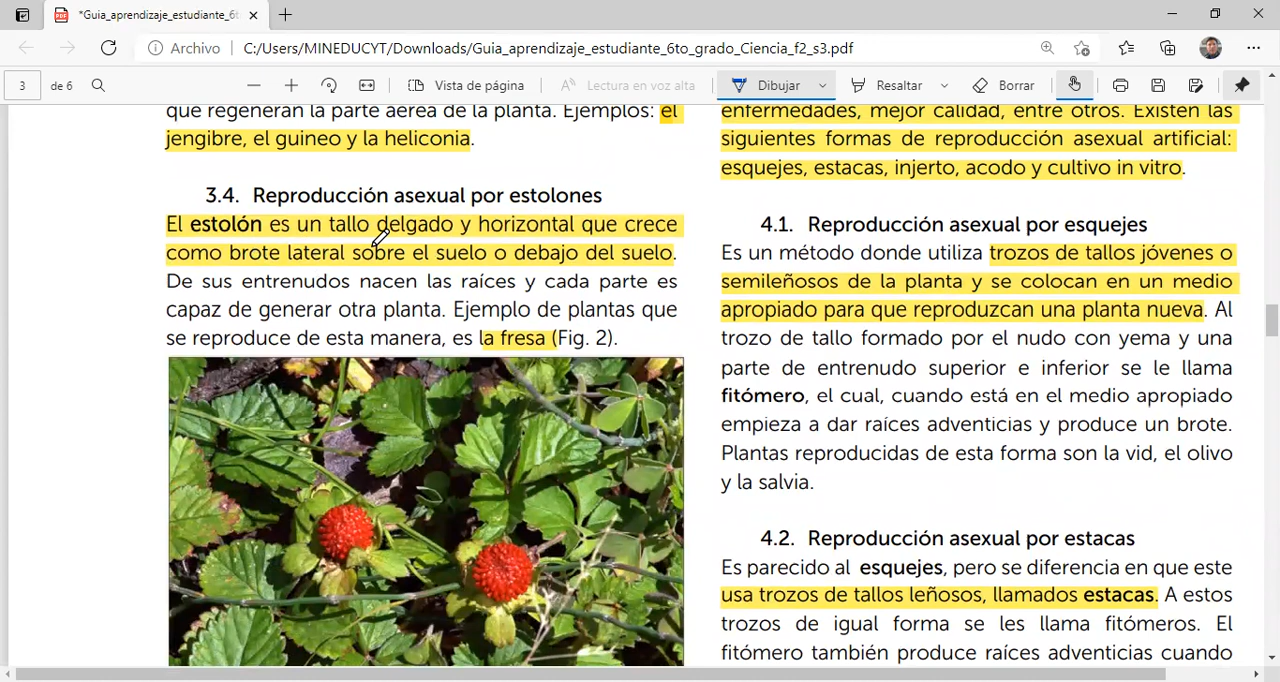 *Guia_aprendizaje_estudiante_6t
Archivo
C:/Users/MINEDUCYT/Downloads/Guia_aprendizaje_estudiante_6to_grado_Ciencia_f2_s3.pdf
3 de 6
Vista de página
Lectura en voz alta
Dibujar
Resaltar
Borrar
que regeneran la parte aérea de la planta. Ejemplos: el
jengibre, el guineo y la heliconia.
3.4. Reproducción asexual por estolones
El estolón es un tallo delgado y horizontal que crece
como brote lateral sobre el suelo o debajo del suelo.
De sus entrenudos nacen las raíces y cada parte es
capaz de generar otra planta. Ejemplo de plantas que
se reproduce de esta manera, es la fresa (Fig. 2).
enfermedades, mejor calidad, entre otros. Existen las
siguientes formas de reproducción asexual artificial:
esquejes, estacas, injerto, acodo y cultivo in vitro.
4.1. Reproducción asexual por esquejes
Es un método donde utiliza trozos de tallos jóvenes o
semileñosos de la planta y se colocan en un medio
apropiado para que reproduzcan una planta nueva. Al
trozo de tallo formado por el nudo con yema y una
parte de entrenudo superior e inferior se le llama
fitómero, el cual, cuando está en el medio apropiado
empieza a dar raíces adventicias y produce un brote.
Plantas reproducidas de esta forma son la vid, el olivo
y la salvia.
4.2. Reproducción asexual por estacas
Es parecido al esquejes, pero se diferencia en que este
usa trozos de tallos leñosos, llamados estacas. A estos
trozos de igual forma se les llama fitómeros. El
fitómero también produce raíces adventicias cuando